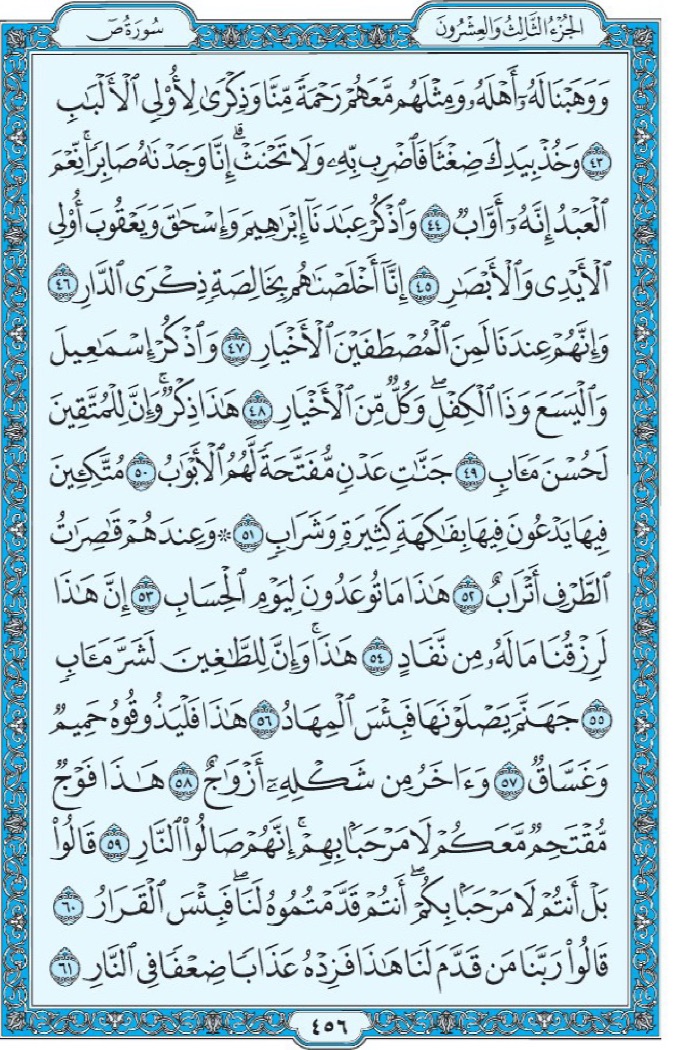 الجُزْءُ الثَّالِثُ وَالعِشْرُونَ
سُورَةُ صٓ
وَوَهَبْنَا لَهُۥٓ أَهْلَهُۥ وَمِثْلَهُم مَّعَهُمْ رَحْمَةً مِّنَّا وَذِكْرَىٰ لِأُو۟لِى ٱلْأَلْبَٰبِ
٤٣ وَخُذْ بِيَدِكَ ضِغْثًا فَٱضْرِب بِّهِۦ وَلَا تَحْنَثْ ۗ إِنَّا وَجَدْنَٰهُ صَابِرًا ۚ نِّعْمَ
ٱلْعَبْدُ إِنَّهُۥٓ أَوَّابٌ ٤٤ وَٱذْكُرْ عِبَٰدَنَآ إِبْرَٰهِيمَ وَإِسْحَٰقَ وَيَعْقُوبَ أُو۟لِى
ٱلْأَيْدِى وَٱلْأَبْصَٰرِ ٤٥ إِنَّآ أَخْلَصْنَٰهُم بِخَالِصَةٍ ذِكْرَى ٱلدَّارِ ٤٦
وَإِنَّهُمْ عِندَنَا لَمِنَ ٱلْمُصْطَفَيْنَ ٱلْأَخْيَارِ ٤٧ وَٱذْكُرْ إِسْمَٰعِيلَ
وَٱلْيَسَعَ وَذَا ٱلْكِفْلِ ۖ وَكُلٌّ مِّنَ ٱلْأَخْيَارِ ٤٨ هَٰذَا ذِكْرٌ ۚ وَإِنَّ لِلْمُتَّقِينَ
لَحُسْنَ مَـَٔابٍ ٤٩ جَنَّٰتِ عَدْنٍ مُّفَتَّحَةً لَّهُمُ ٱلْأَبْوَٰبُ ٥٠ مُتَّكِـِٔينَ
فِيهَا يَدْعُونَ فِيهَا بِفَٰكِهَةٍ كَثِيرَةٍ وَشَرَابٍ ٥١ ۞ وَعِندَهُمْ قَٰصِرَٰتُ
ٱلطَّرْفِ أَتْرَابٌ ٥٢ هَٰذَا مَا تُوعَدُونَ لِيَوْمِ ٱلْحِسَابِ ٥٣ إِنَّ هَٰذَا
لَرِزْقُنَا مَا لَهُۥ مِن نَّفَادٍ ٥٤ هَٰذَا ۚ وَإِنَّ لِلطَّٰغِينَ لَشَرَّ مَـَٔابٍ
٥٥ جَهَنَّمَ يَصْلَوْنَهَا فَبِئْسَ ٱلْمِهَادُ ٥٦ هَٰذَا فَلْيَذُوقُوهُ حَمِيمٌ
وَغَسَّاقٌ ٥٧ وَءَاخَرُ مِن شَكْلِهِۦٓ أَزْوَٰجٌ ٥٨ هَٰذَا فَوْجٌ
مُّقْتَحِمٌ مَّعَكُمْ لَا مَرْحَبًۢا بِهِمْ ۚ إِنَّهُمْ صَالُوا۟ ٱلنَّارِ ٥٩ قَالُوا۟
بَلْ أَنتُمْ لَا مَرْحَبًۢا بِكُمْ ۖ أَنتُمْ قَدَّمْتُمُوهُ لَنَا ۖ فَبِئْسَ ٱلْقَرَارُ ٦٠
قَالُوا۟ رَبَّنَا مَن قَدَّمَ لَنَا هَٰذَا فَزِدْهُ عَذَابًا ضِعْفًا فِى ٱلنَّارِ ٦١
٤٥٦